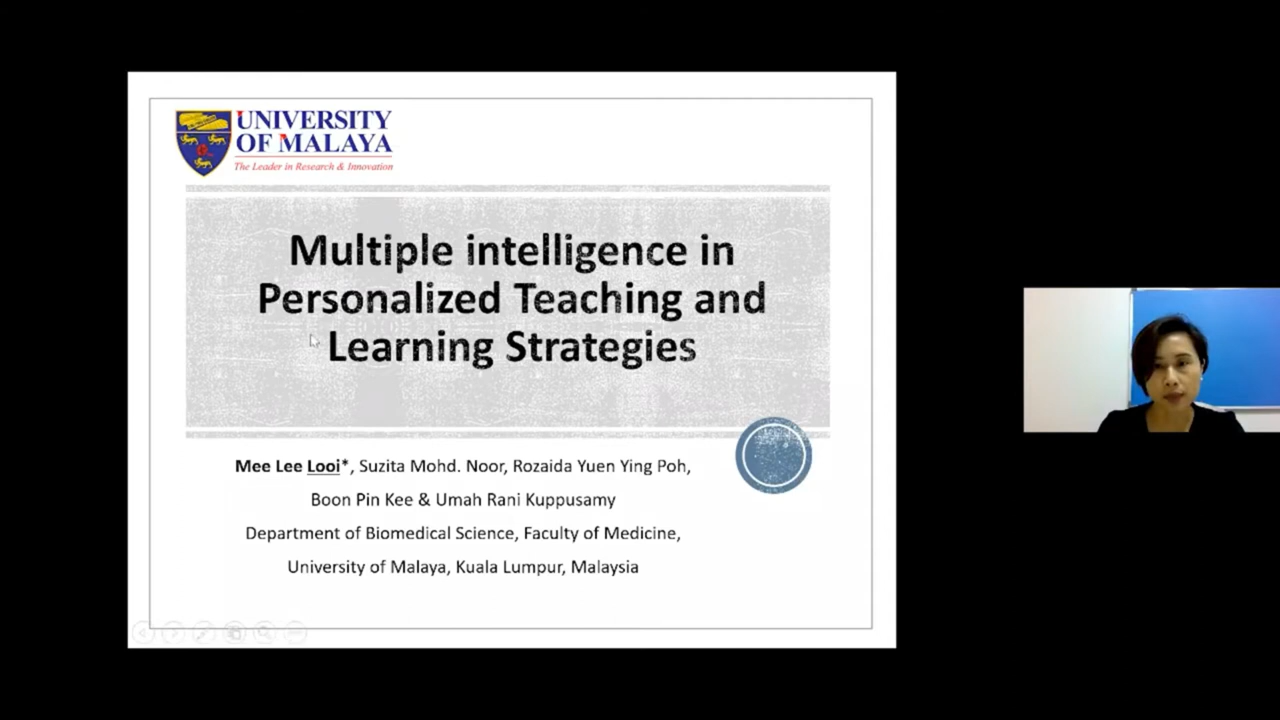 UNIVERSITY
OF MALAYA
The Leader in Research & Innovation
Multiple intelligence in
Personalized Teaching and
Learning Strategies
Mee Lee Looi*, Suzita Mohd. Noor, Rozaida Yuen Ying Poh,
Boon Pin Kee & Umah Rani Kuppusamy
Department of Biomedical Science, Faculty of Medicine,
University of Malaya, Kuala Lumpur, Malaysia